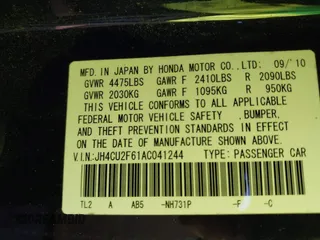 MFD. IN JAPAN BY HONDA MOTOR CO., LTD: 09/'10
GVWR 4475LBS GAWR F 2410LBS R 2090LBS
GVWR 2030KG GAWR F 1095KG R 950KG
THIS VEHICLE CONFORMS TO ALL APPLICABLE
FEDERAL MOTOR VEHICLE SAFETY ,BUMPER,
AND THEFT PREVENTION STANDARDS IN EFFECT
ON THE DATE OF MANUFACTURE SHOWN ABOVE.
V.I.N:JH4CU2F61AC041244 TYPE: PASSENGER CAR
TL2 A AB5 -NH731P -F -C